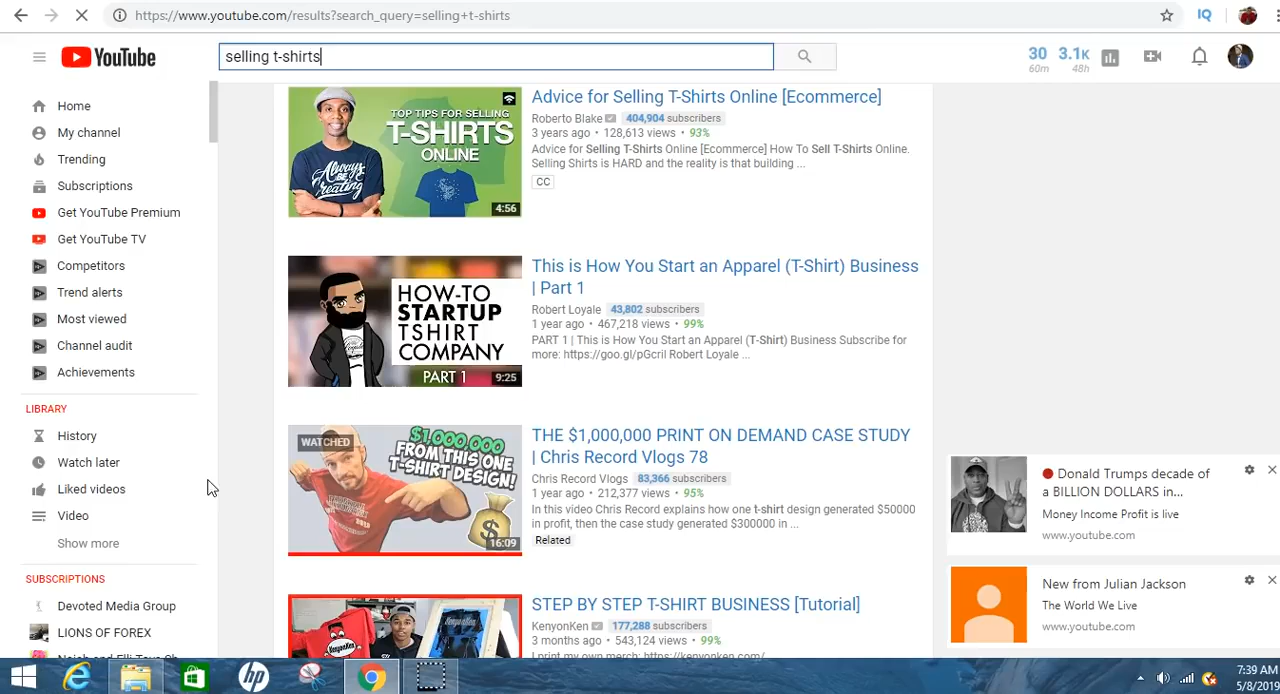 https://www.youtube.com/results?search_query=selling+t-shirts
IQ
YouTube
selling t-shirts
30
60m
3.1K
48h
Home
My channel
Trending
Subscriptions
Get YouTube Premium
Get YouTube TV
Competitors
Trend alerts
Most viewed
Channel audit
Achievements
LIBRARY
History
Watch later
Liked videos
Video
Show more
SUBSCRIPTIONS
Devoted Media Group
LIONS OF FOREX
TOP TIPS FOR SELLING
T-SHIRTS
ONLINE
ALWAYS
BE
CREATING
4:56
Advice for Selling T-Shirts Online [Ecommerce]
Roberto Blake 404,904 subscribers
3 years ago • 128,613 views • 93%
Advice for Selling T-Shirts Online [Ecommerce] How To Sell T-Shirts Online.
Selling Shirts is HARD and the reality is that building ...
CC
HOW-TO
STARTUP
TSHIRT
COMPANY
PART 1
9:25
This is How You Start an Apparel (T-Shirt) Business
| Part 1
Robert Loyale 43,802 subscribers
1 year ago • 467,218 views • 99%
PART 1 | This is How You Start an Apparel (T-Shirt) Business Subscribe for
more: https://goo.gl/pGcriI Robert Loyale ...
WATCHED
$1,000,000
FROM THIS ONE
T-SHIRT DESIGN!
16:09
THE $1,000,000 PRINT ON DEMAND CASE STUDY
| Chris Record Vlogs 78
Chris Record Vlogs 83,366 subscribers
1 year ago • 212,377 views • 95%
In this video Chris Record explains how one t-shirt design generated $50000
in profit, then the case study generated $300000 in ...
Related
STEP BY STEP T-SHIRT BUSINESS [Tutorial]
KenyonKen 177,288 subscribers
3 months ago • 543,124 views • 99%
I print my own merch: https://kenyonken.com/
Donald Trumps decade of
a BILLION DOLLARS in...
Money Income Profit is live
www.youtube.com
New from Julian Jackson
The World We Live
www.youtube.com
hp
7:39 AM
5/8/2019